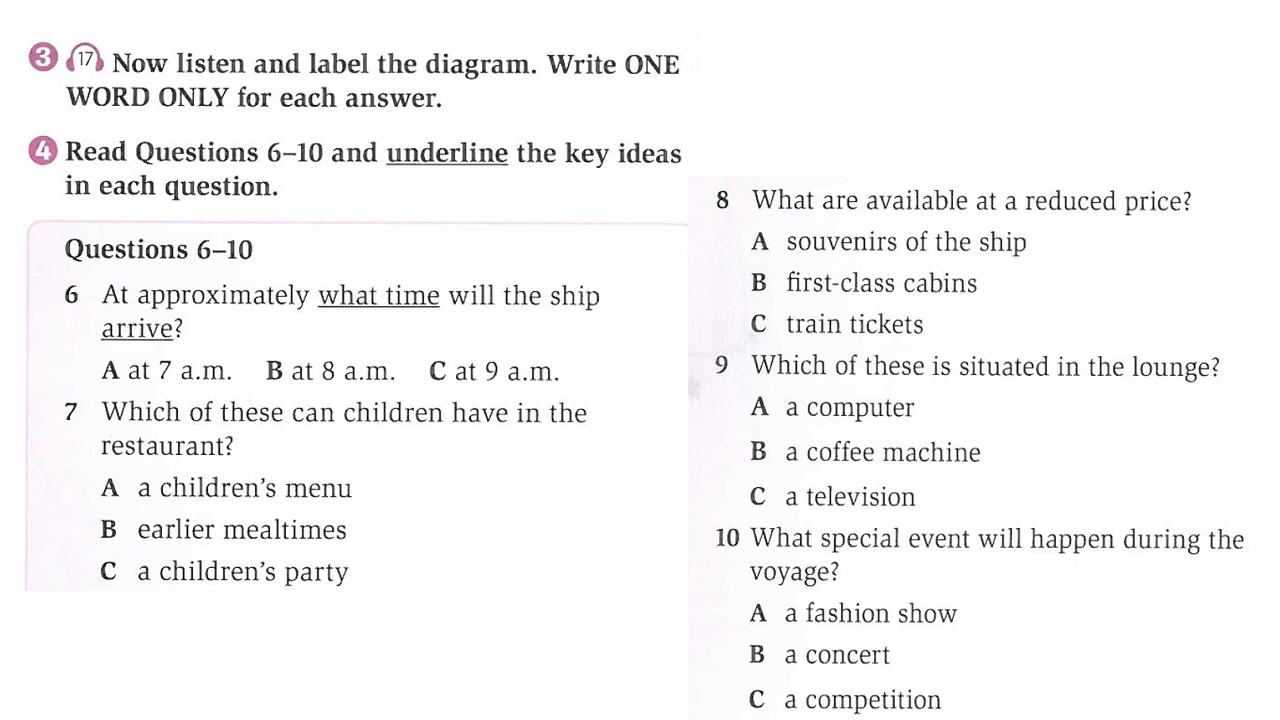 3 17 Now listen and label the diagram. Write ONE
WORD ONLY for each answer.
4 Read Questions 6–10 and underline the key ideas
in each question.
Questions 6–10
6 At approximately what time will the ship
arrive?
A at 7 a.m. B at 8 a.m. C at 9 a.m.
7 Which of these can children have in the
restaurant?
A a children's menu
B earlier mealtimes
C a children's party
8 What are available at a reduced price?
A souvenirs of the ship
B first-class cabins
C train tickets
9 Which of these is situated in the lounge?
A a computer
B a coffee machine
C a television
10 What special event will happen during the
voyage?
A a fashion show
B a concert
C a competition